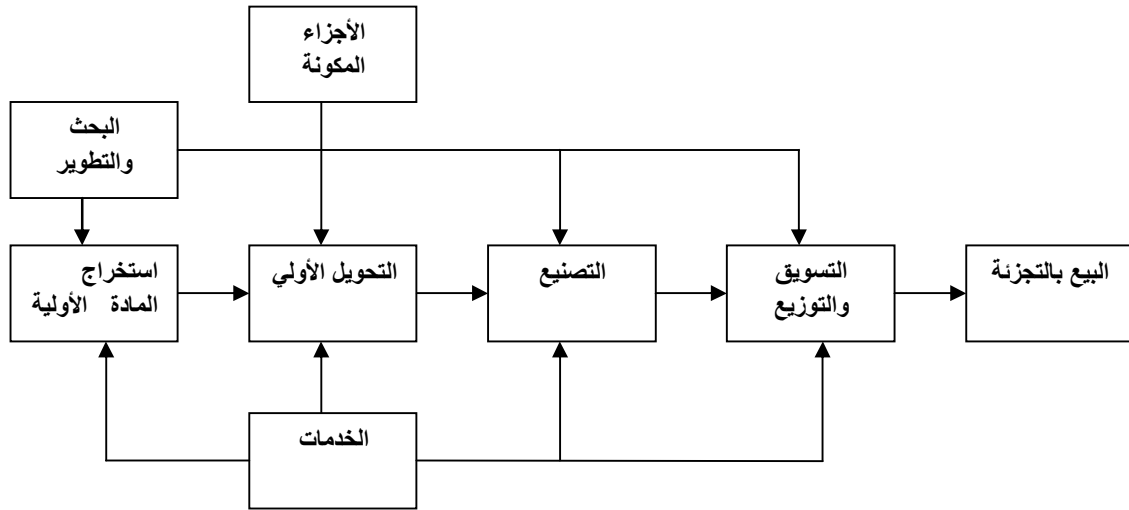 الأجزاء
المكونة
البحث
والتطوير
استخراج
المادة الأولية
التحويل الأولي
التصنيع
التسويق
والتوزيع
البيع بالتجزئة
الخدمات